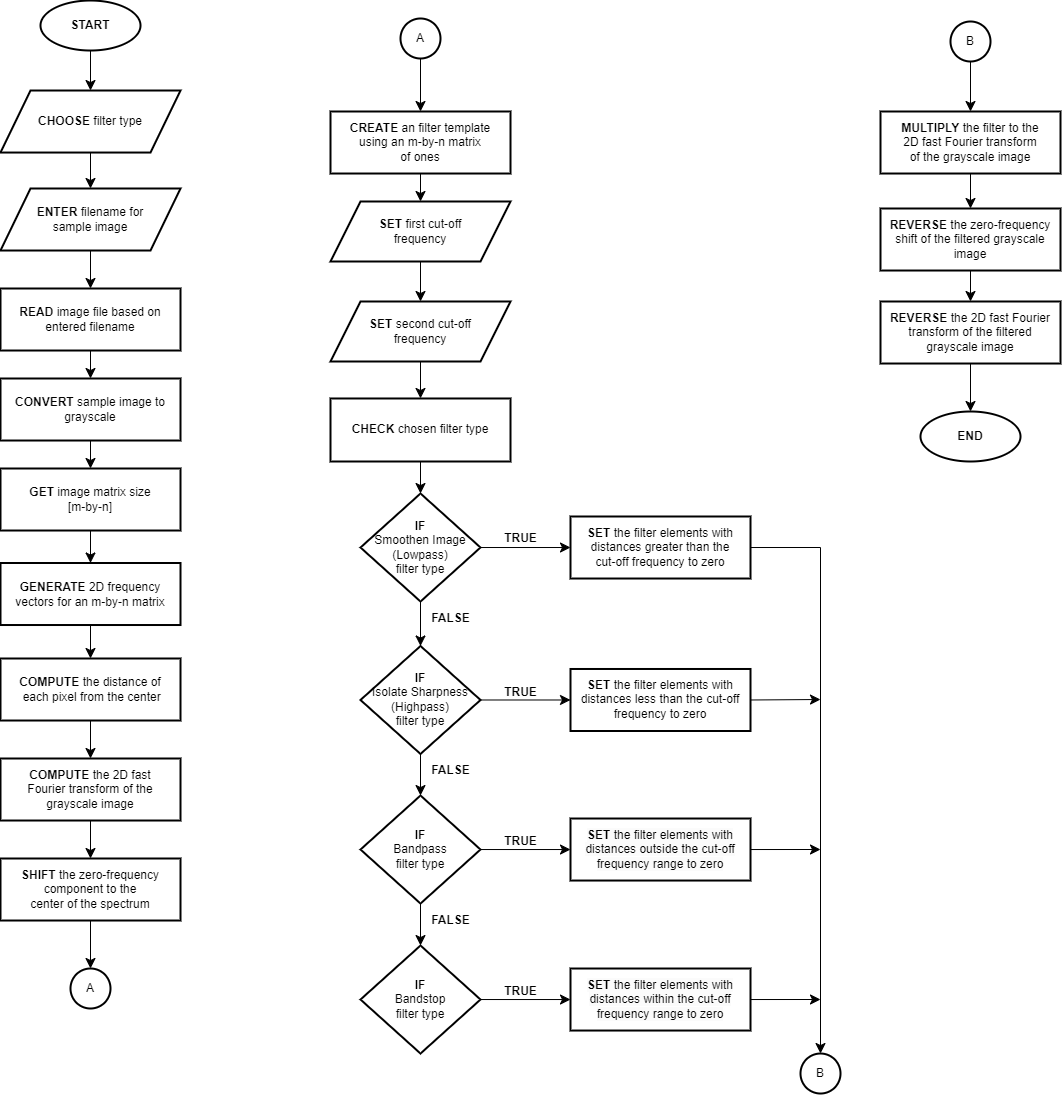 START
CHOOSE filter type
ENTER filename for
sample image
READ image file based on
entered filename
CONVERT sample image to
grayscale
GET image matrix size
[m-by-n]
GENERATE 2D frequency
vectors for an m-by-n matrix
COMPUTE the distance of
each pixel from the center
COMPUTE the 2D fast
Fourier transform of the
grayscale image
SHIFT the zero-frequency
component to the
center of the spectrum
A
A
CREATE an filter template
using an m-by-n matrix
of ones
SET first cut-off
frequency
SET second cut-off
frequency
CHECK chosen filter type
IF
Smoothen Image
(Lowpass)
filter type
TRUE
SET the filter elements with
distances greater than the
cut-off frequency to zero
FALSE
IF
Isolate Sharpness
(Highpass)
filter type
TRUE
SET the filter elements with
distances less than the cut-off
frequency to zero
FALSE
IF
Bandpass
filter type
TRUE
SET the filter elements with
distances outside the cut-off
frequency range to zero
FALSE
IF
Bandstop
filter type
TRUE
SET the filter elements with
distances within the cut-off
frequency range to zero
B
B
MULTIPLY the filter to the
2D fast Fourier transform
of the grayscale image
REVERSE the zero-frequency
shift of the filtered grayscale
image
REVERSE the 2D fast Fourier
transform of the filtered
grayscale image
END